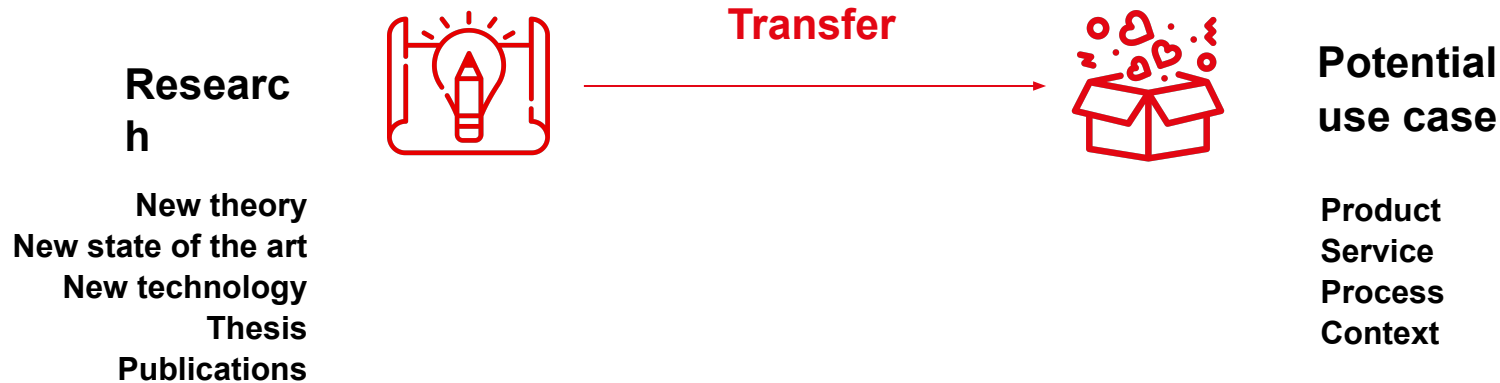 Researc
h
New theory
New state of the art
New technology
Thesis
Publications
Transfer
Potential
use case
Product
Service
Process
Context